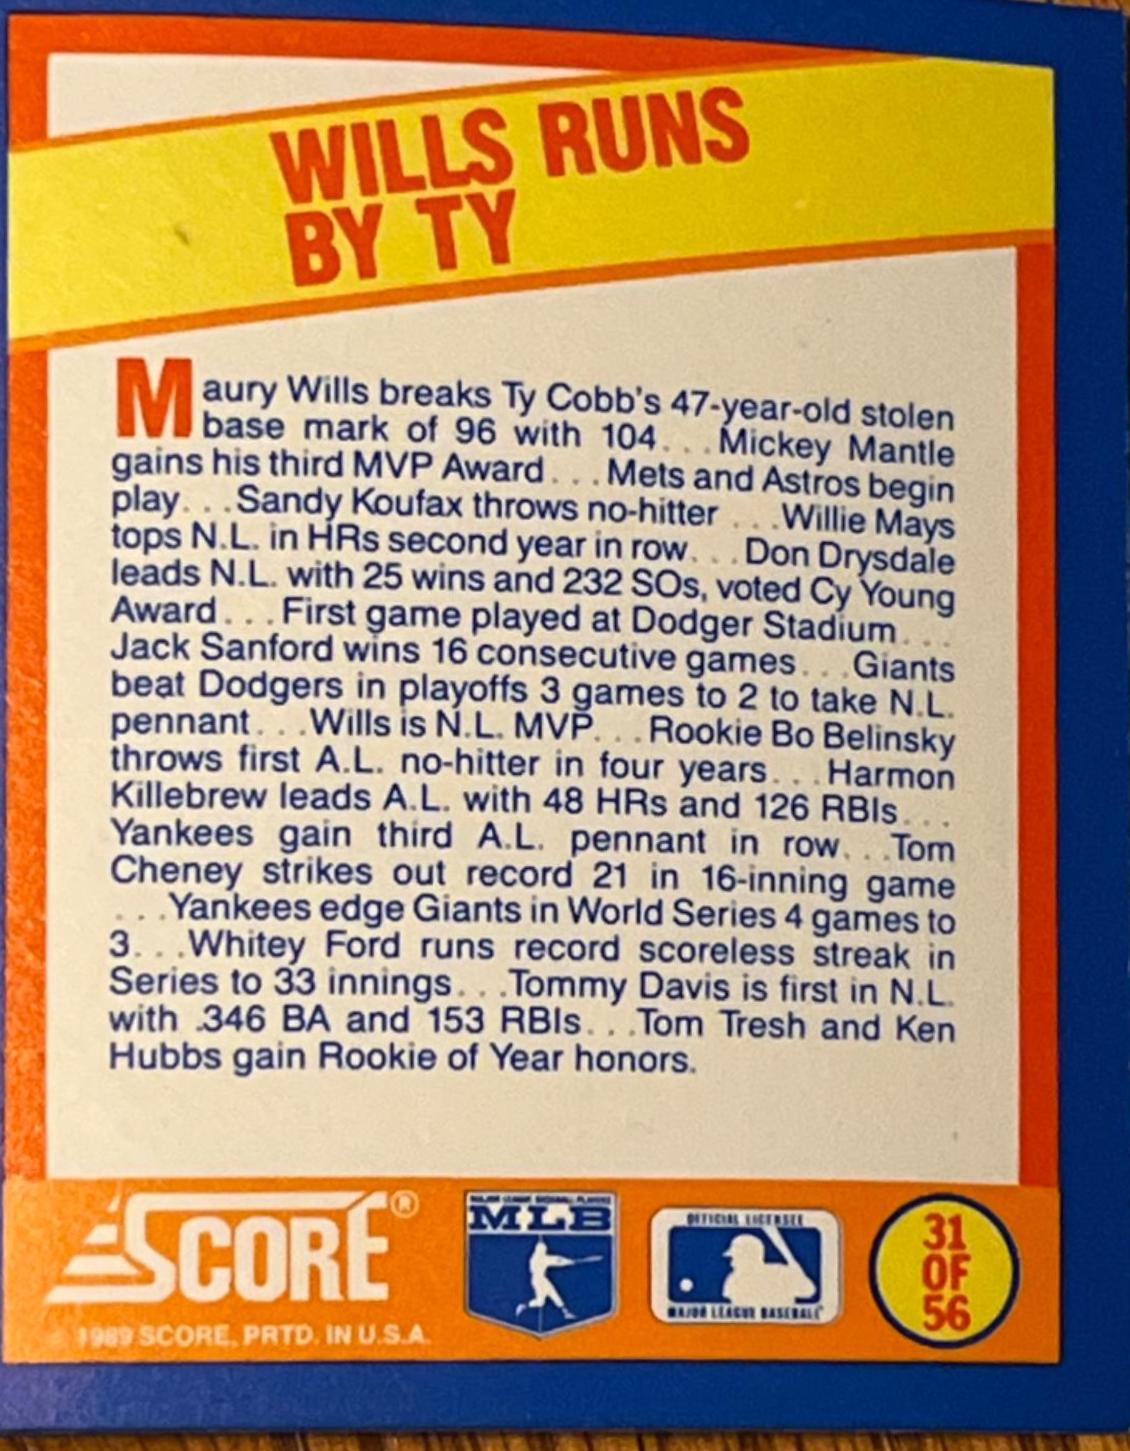 WILLS RUNS
BY TY
Maury Wills breaks Ty Cobb's 47-year-old stolen
base mark of 96 with 104...Mickey Mantle
gains his third MVP Award...Mets and Astros begin
play...Sandy Koufax throws no-hitter ...Willie Mays
tops N.L. in HRs second year in row...Don Drysdale
leads N.L. with 25 wins and 232 SOs, voted Cy Young
Award...First game played at Dodger Stadium...
Jack Sanford wins 16 consecutive games...Giants
beat Dodgers in playoffs 3 games to 2 to take N.L.
pennant...Wills is N.L. MVP...Rookie Bo Belinsky
throws first A.L. no-hitter in four years...Harmon
Killebrew leads A.L. with 48 HRs and 126 RBIs...
Yankees gain third A.L. pennant in row...Tom
Cheney strikes out record 21 in 16-inning game
...Yankees edge Giants in World Series 4 games to
3...Whitey Ford runs record scoreless streak in
Series to 33 innings...Tommy Davis is first in N.L.
with .346 BA and 153 RBIs...Tom Tresh and Ken
Hubbs gain Rookie of Year honors.
SCORE®
1989 SCORE, PRTD. IN U.S.A.
MAJOR LEAGUE BASEBALL PLAYERS
MLB
OFFICIAL LICENSEE
MAJOR LEAGUE BASEBALL
31
OF
56